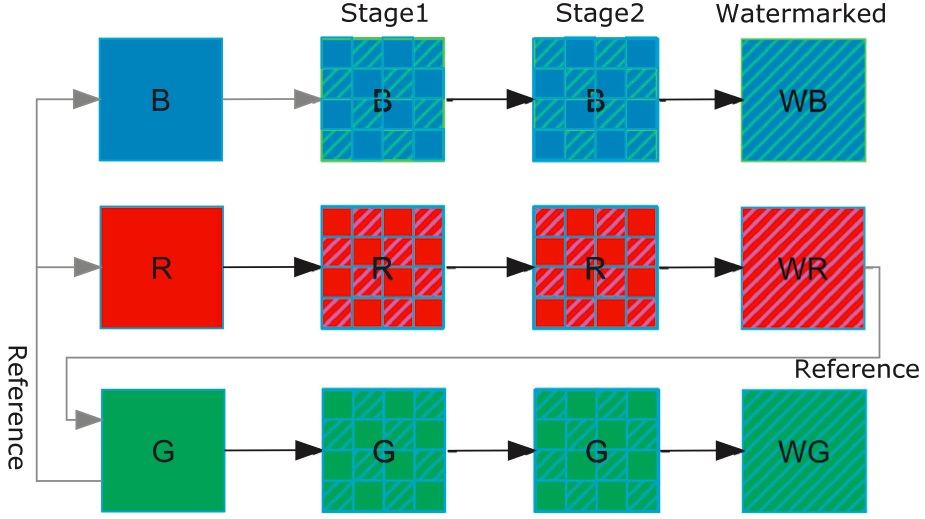 Stage1
Stage2
Watermarked
B
B
B
WB
R
R
R
WR
Reference
Reference
G
G
G
WG